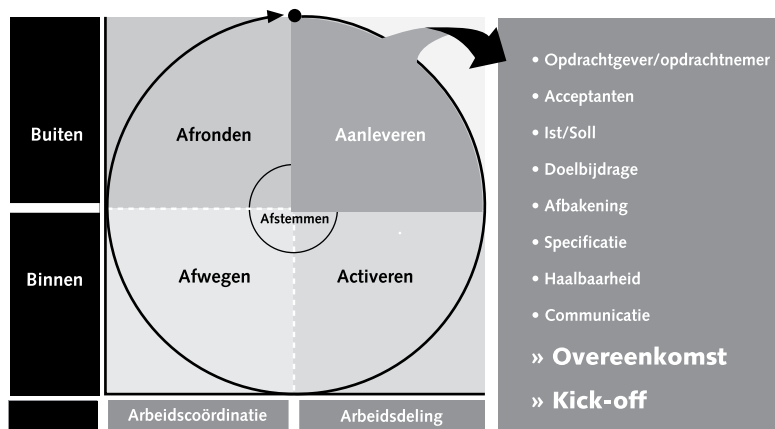 Buiten
Afronden
Aanleveren
Afstemmen
Binnen
Afwegen
Activeren
Arbeidscoördinatie
Arbeidsdeling
• Opdrachtgever/opdrachtnemer
• Acceptanten
• Ist/Soll
• Doelbijdrage
• Afbakening
• Specificatie
• Haalbaarheid
• Communicatie
» Overeenkomst
» Kick-off